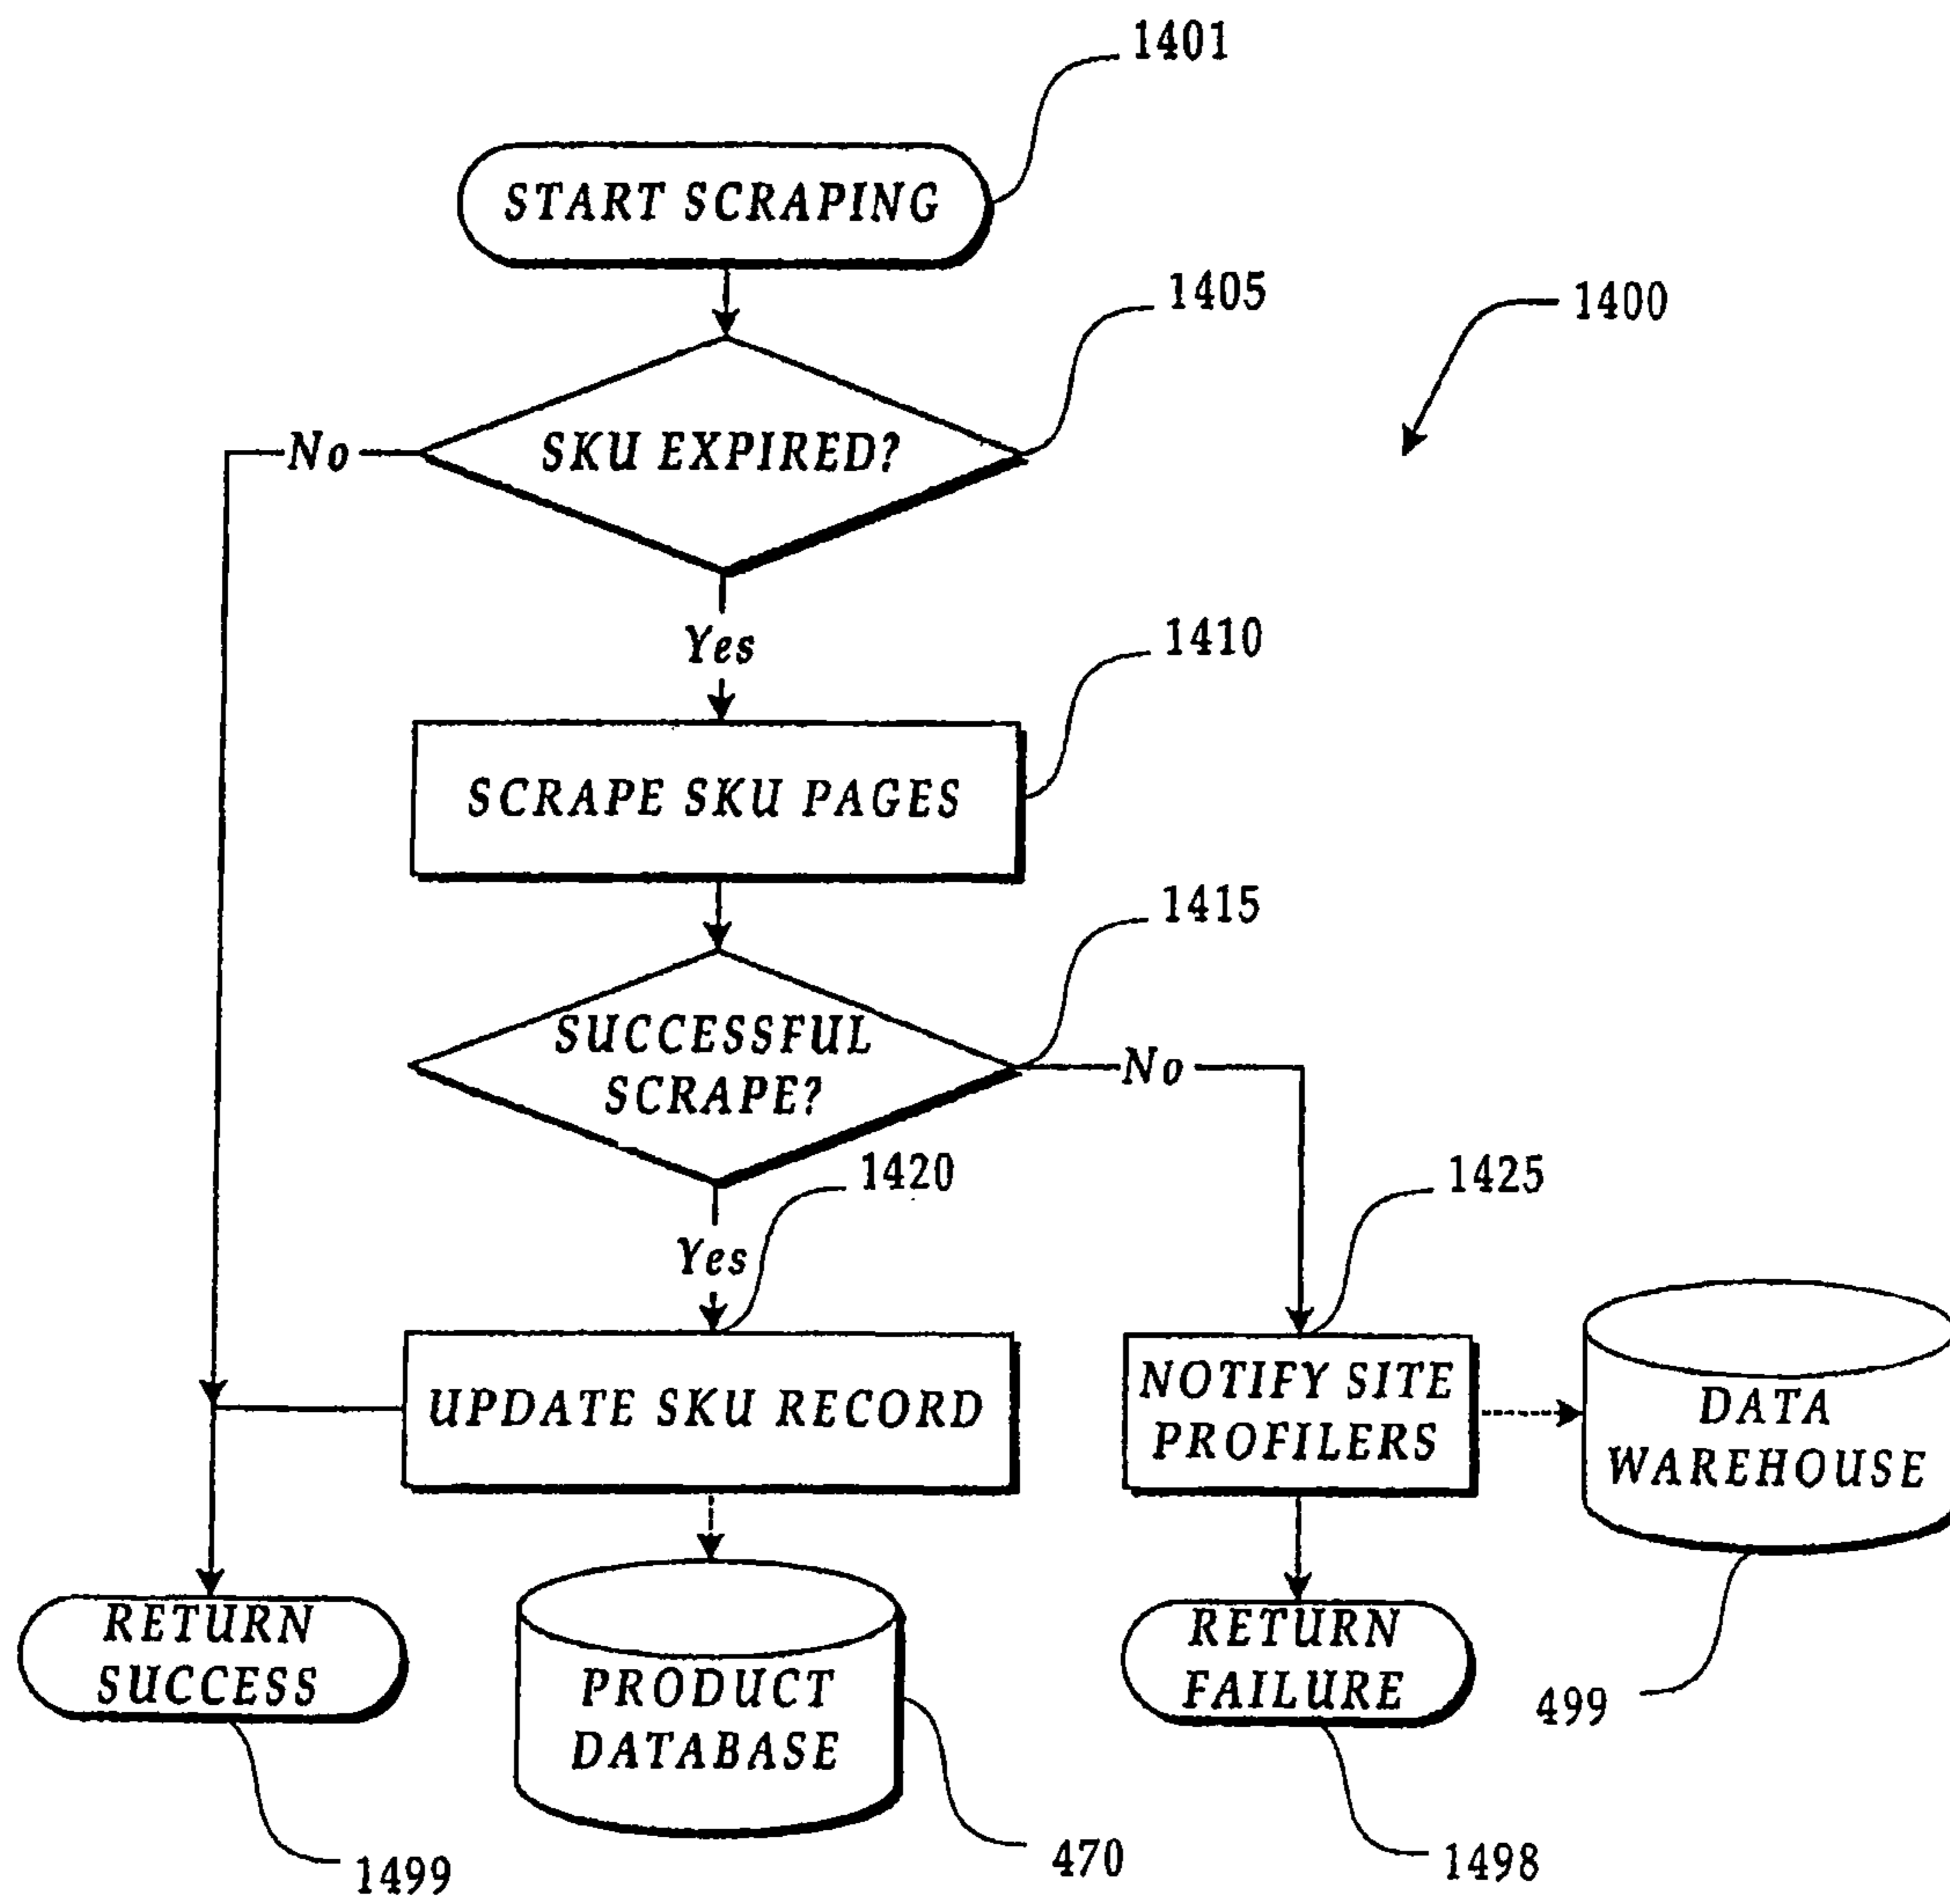 1401
START SCRAPING
1405
1400
No
SKU EXPIRED?
Yes
1410
SCRAPE SKU PAGES
1415
SUCCESSFUL
SCRAPE?
No
1420
1425
Yes
UPDATE SKU RECORD
NOTIFY SITE
PROFILERS
DATA
WAREHOUSE
RETURN
SUCCESS
PRODUCT
DATABASE
RETURN
FAILURE
499
1499
470
1498